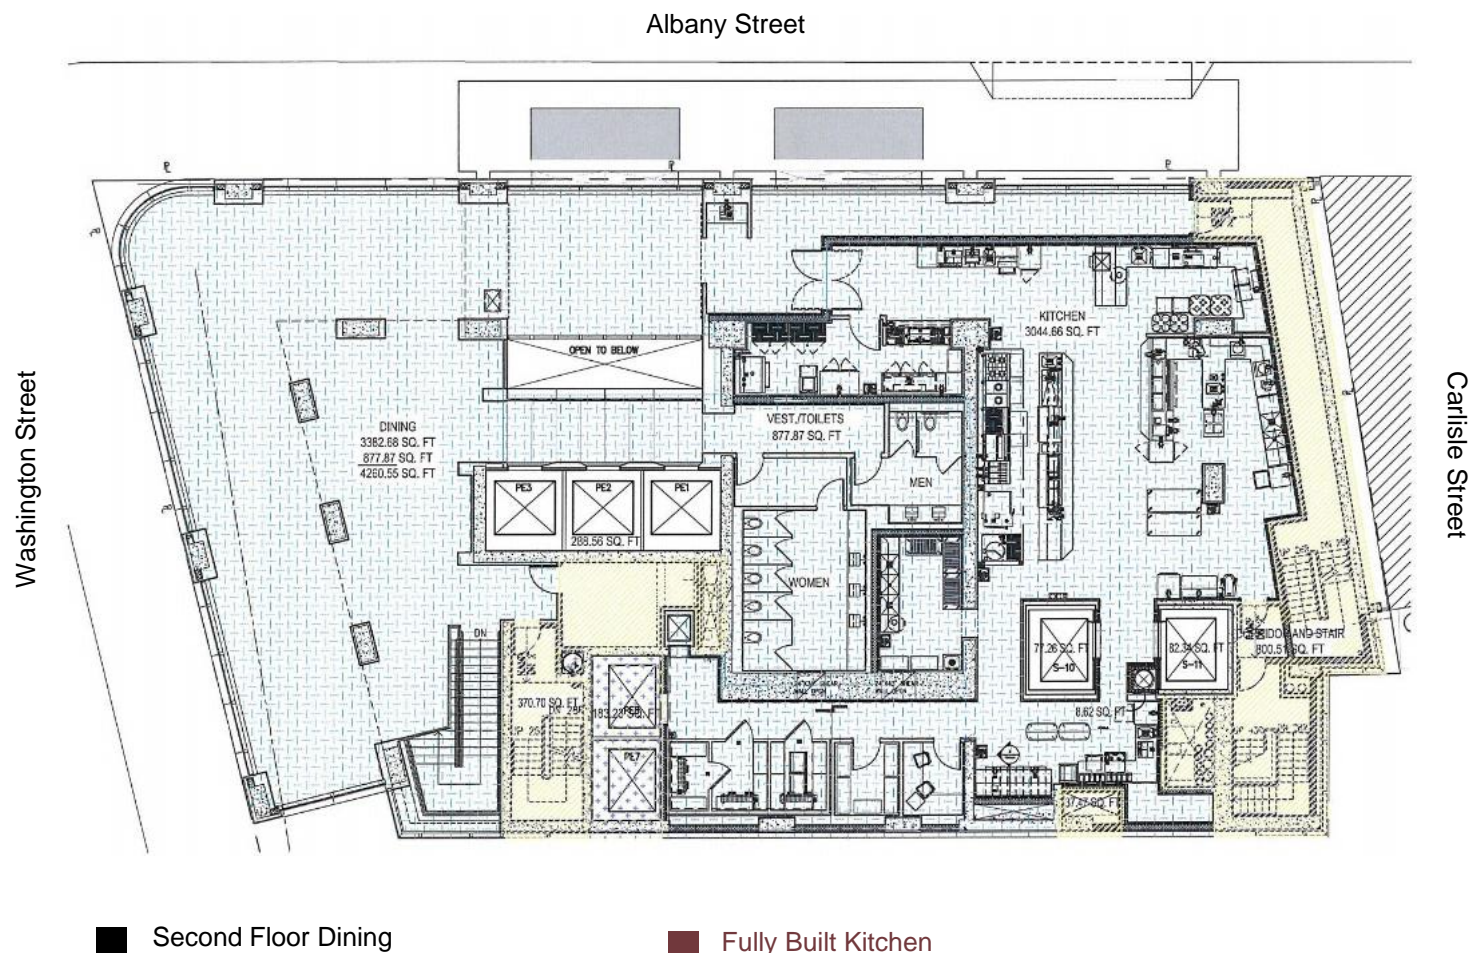 Albany Street
Washington Street
Carlisle Street
OPEN TO BELOW
KITCHEN
3044.66 SQ. FT
DINING
3382.68 SQ. FT
877.87 SQ. FT
4260.55 SQ. FT
VEST./TOILETS
877.87 SQ. FT
PE3
PE2
PE1
288.56 SQ. FT
MEN
WOMEN
DN
77.26 SQ. FT
S-10
82.34 SQ. FT
S-11
AND STAIR
800.51 SQ. FT
370.70 SQ. FT
183.23 SQ. FT
PE7
8.62 SQ. FT
Second Floor Dining
Fully Built Kitchen